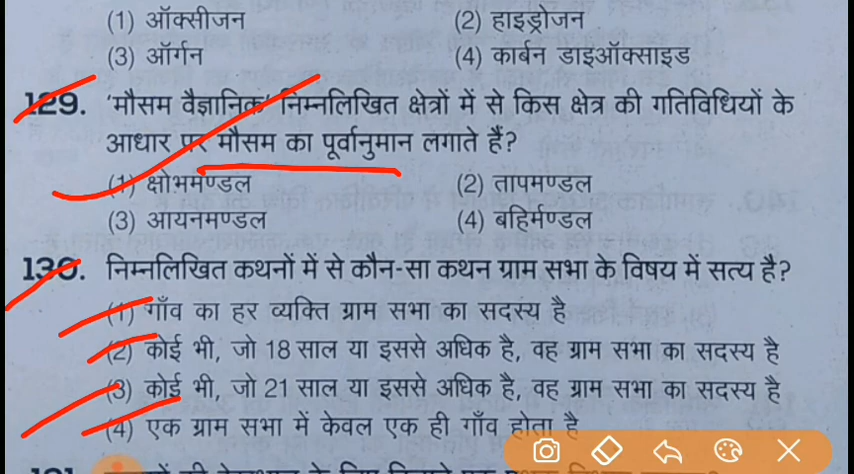 (1) ऑक्सीजन (2) हाइड्रोजन
(3) ऑर्गन (4) कार्बन डाइऑक्साइड
129. 'मौसम वैज्ञानिक' निम्नलिखित क्षेत्रों में से किस क्षेत्र की गतिविधियों के
आधार पर मौसम का पूर्वानुमान लगाते हैं?
(1) क्षोभमण्डल (2) तापमण्डल
(3) आयनमण्डल (4) बहिर्मण्डल
130. निम्नलिखित कथनों में से कौन-सा कथन ग्राम सभा के विषय में सत्य है?
(1) गाँव का हर व्यक्ति ग्राम सभा का सदस्य है
(2) कोई भी, जो 18 साल या इससे अधिक है, वह ग्राम सभा का सदस्य है
(3) कोई भी, जो 21 साल या इससे अधिक है, वह ग्राम सभा का सदस्य है
(4) एक ग्राम सभा में केवल एक ही गाँव होता है